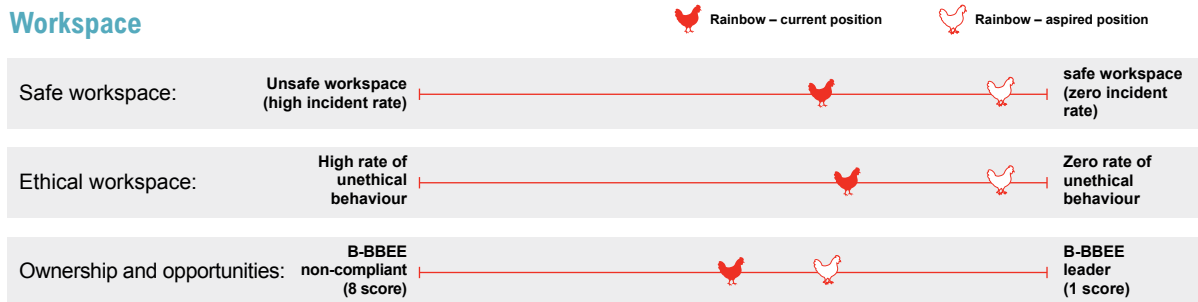 Workspace
Rainbow – current position
Rainbow – aspired position
Safe workspace:
Unsafe workspace
(high incident rate)
safe workspace
(zero incident
rate)
Ethical workspace:
High rate of
unethical
behaviour
Zero rate of
unethical
behaviour
Ownership and opportunities:
B-BBEE
non-compliant
(8 score)
B-BBEE
leader
(1 score)